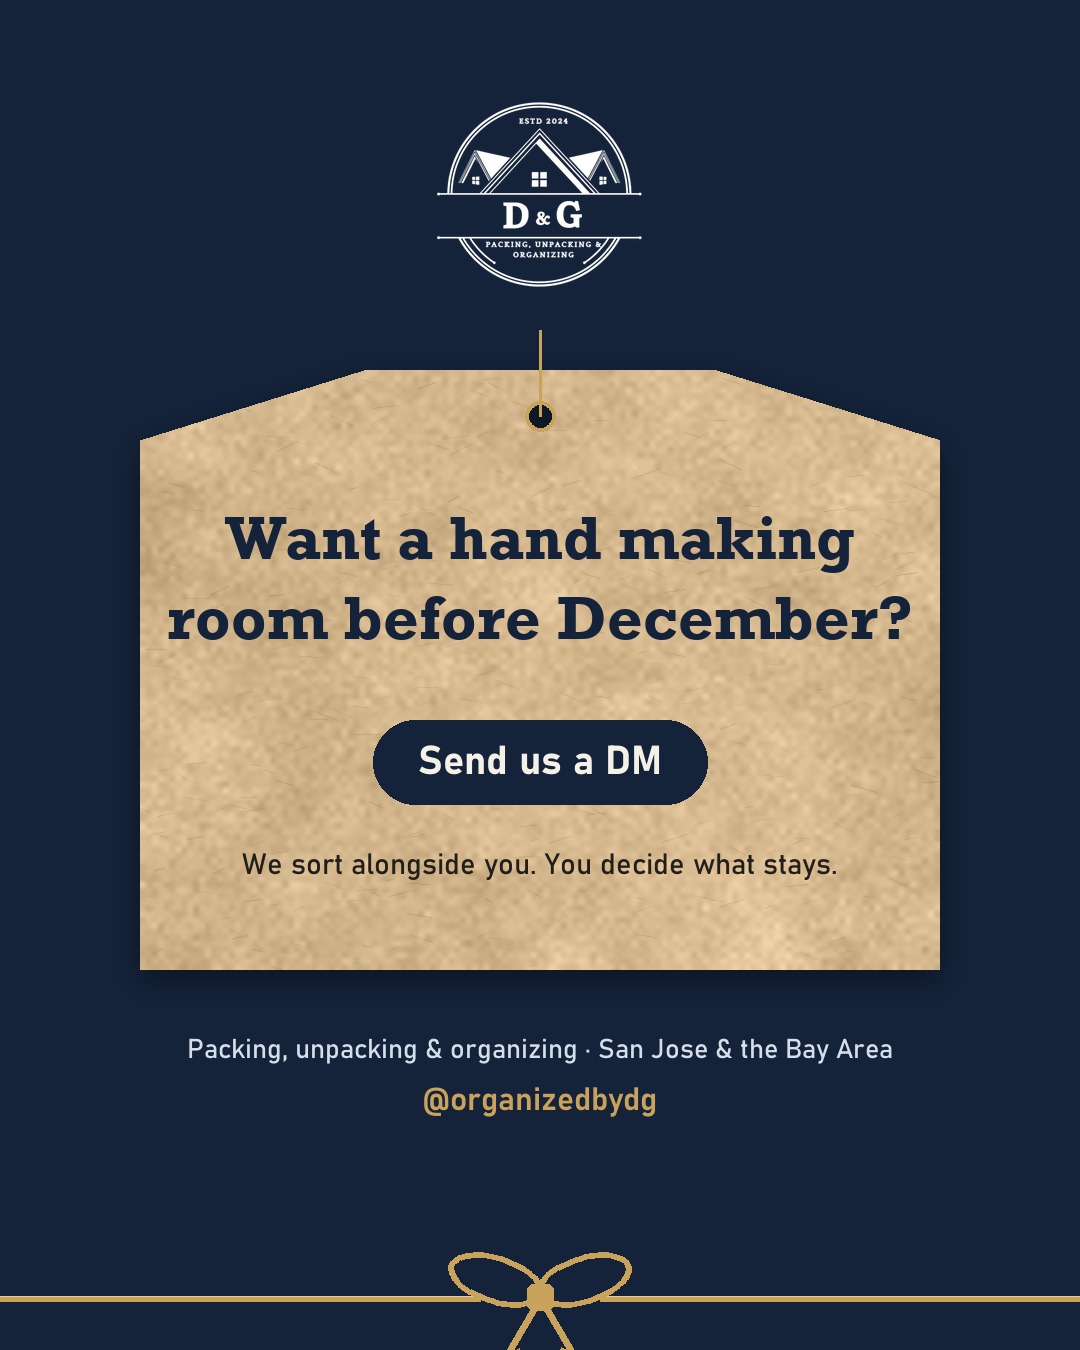 ESTD 2024
D & G
PACKING, UNPACKING &
ORGANIZING
Want a hand making
room before December?
Send us a DM
We sort alongside you. You decide what stays.
Packing, unpacking & organizing · San Jose & the Bay Area
@organizedbydg